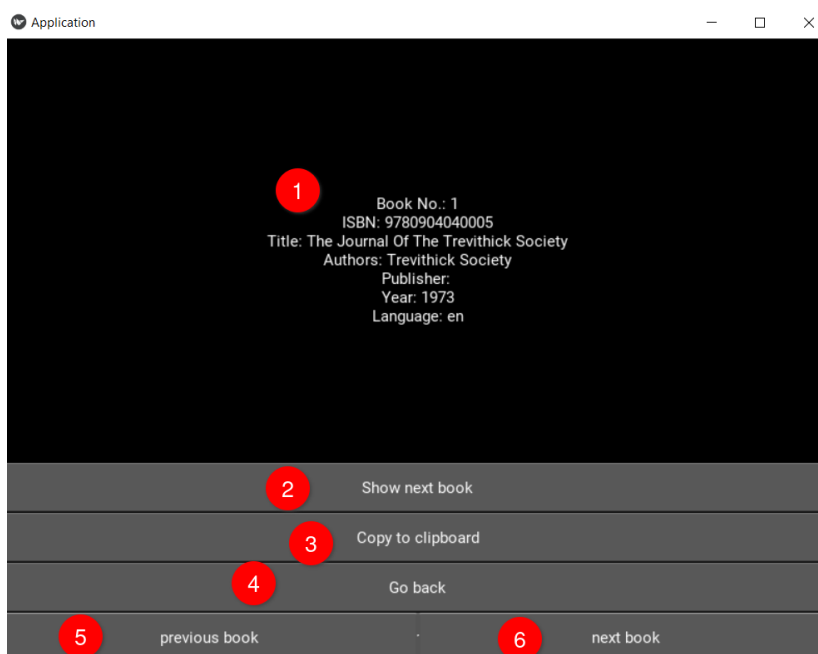 Application
1
Book No.: 1
ISBN: 9780904040005
Title: The Journal Of The Trevithick Society
Authors: Trevithick Society
Publisher:
Year: 1973
Language: en
2 Show next book
3 Copy to clipboard
4 Go back
5 previous book 6 next book